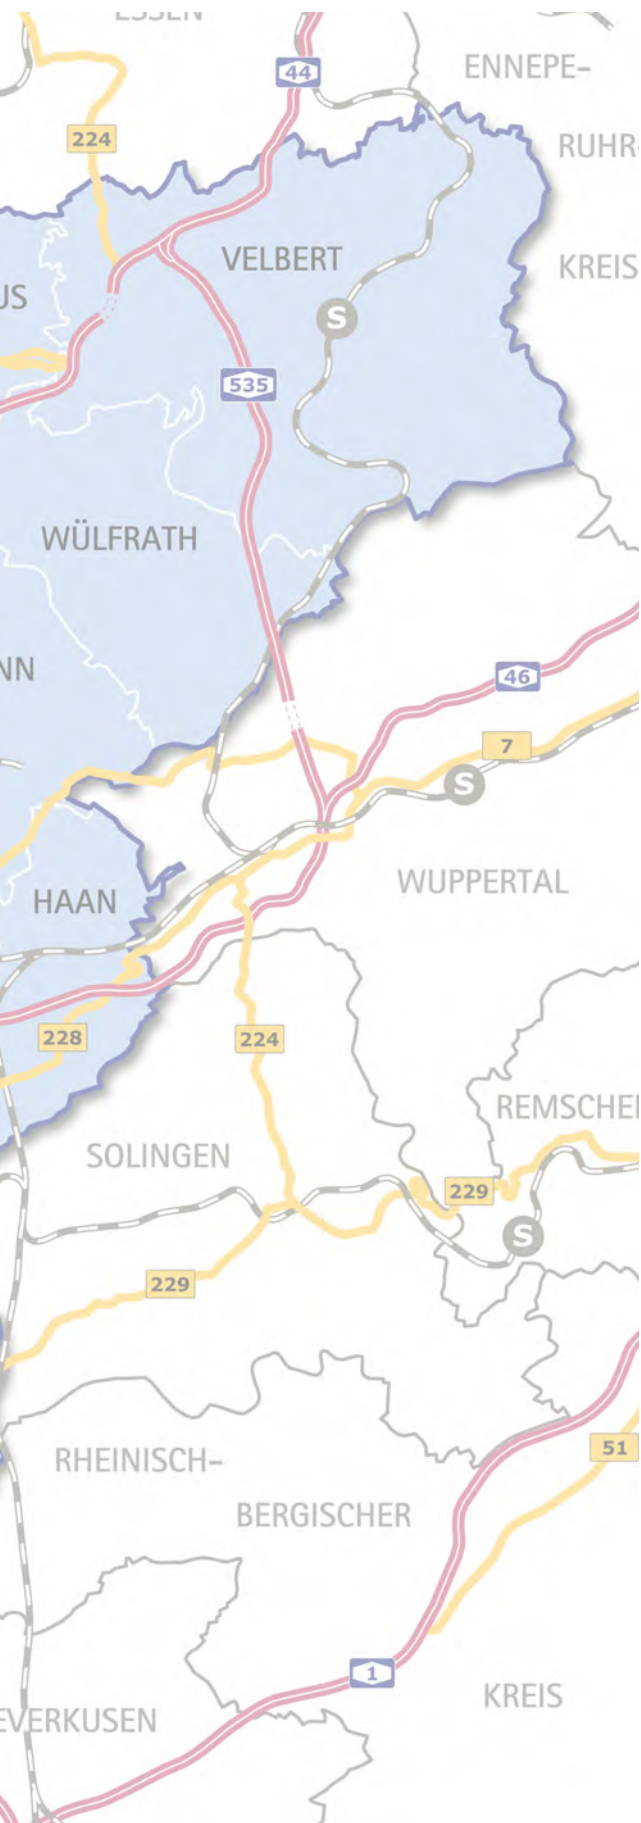 ESSEN
44
ENNEPE-
224
RUHR-
VELBERT
KREIS
US
S
535
WÜLFRATH
NN
46
7
S
WUPPERTAL
HAAN
228
224
REMSCHEI
SOLINGEN
229
S
229
51
RHEINISCH-
BERGISCHER
1
KREIS
EVERKUSEN